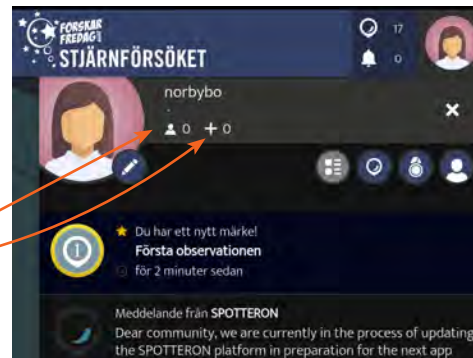 FORSKAR
FREDAG
STJÄRNFÖRSÖKET
17
0
norbybo
.
0 + 0
Du har ett nytt märke!
1
Första observationen
för 2 minuter sedan
Meddelande från SPOTTERON
Dear community, we are currently in the process of updating
the SPOTTERON platform in preparation for the next app